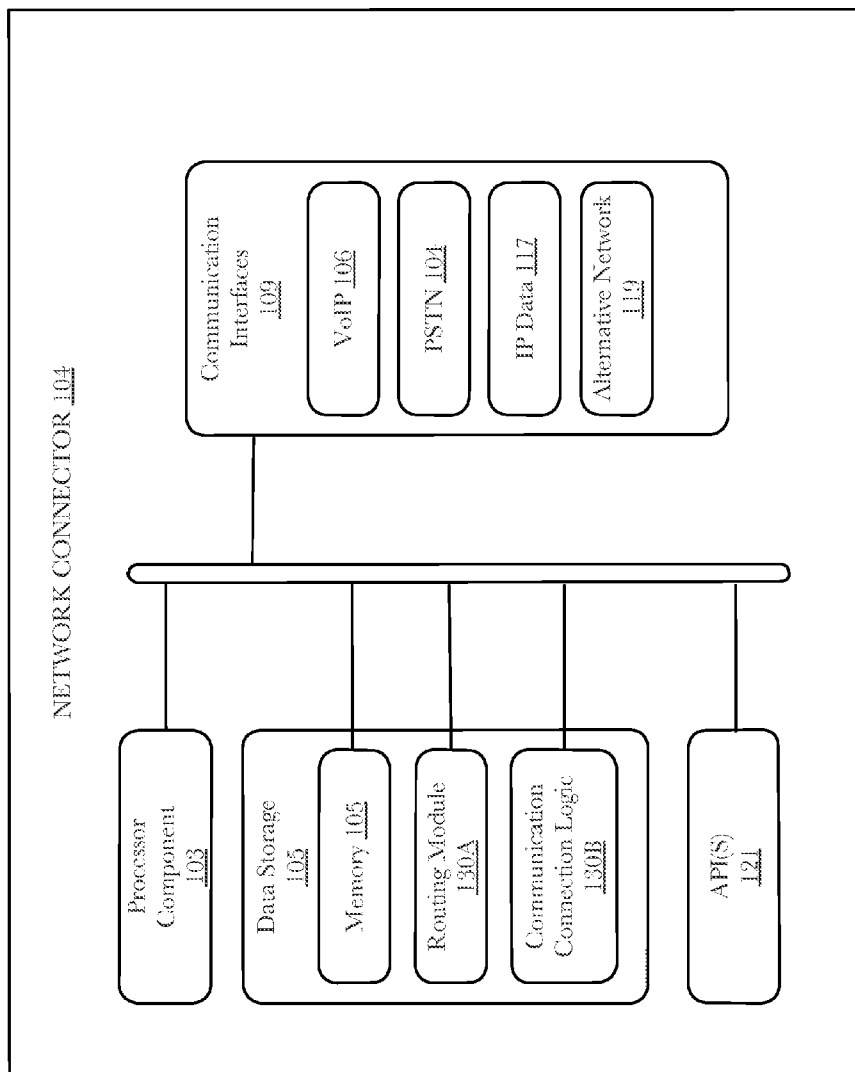 NETWORK CONNECTOR 104
Processor
Component
103
Data Storage
105
Memory 105
Routing Module
130A
Communication
Connection Logic
130B
API(S)
121
Communication
Interfaces
109
VoIP 106
PSTN 104
IP Data 117
Alternative Network
119